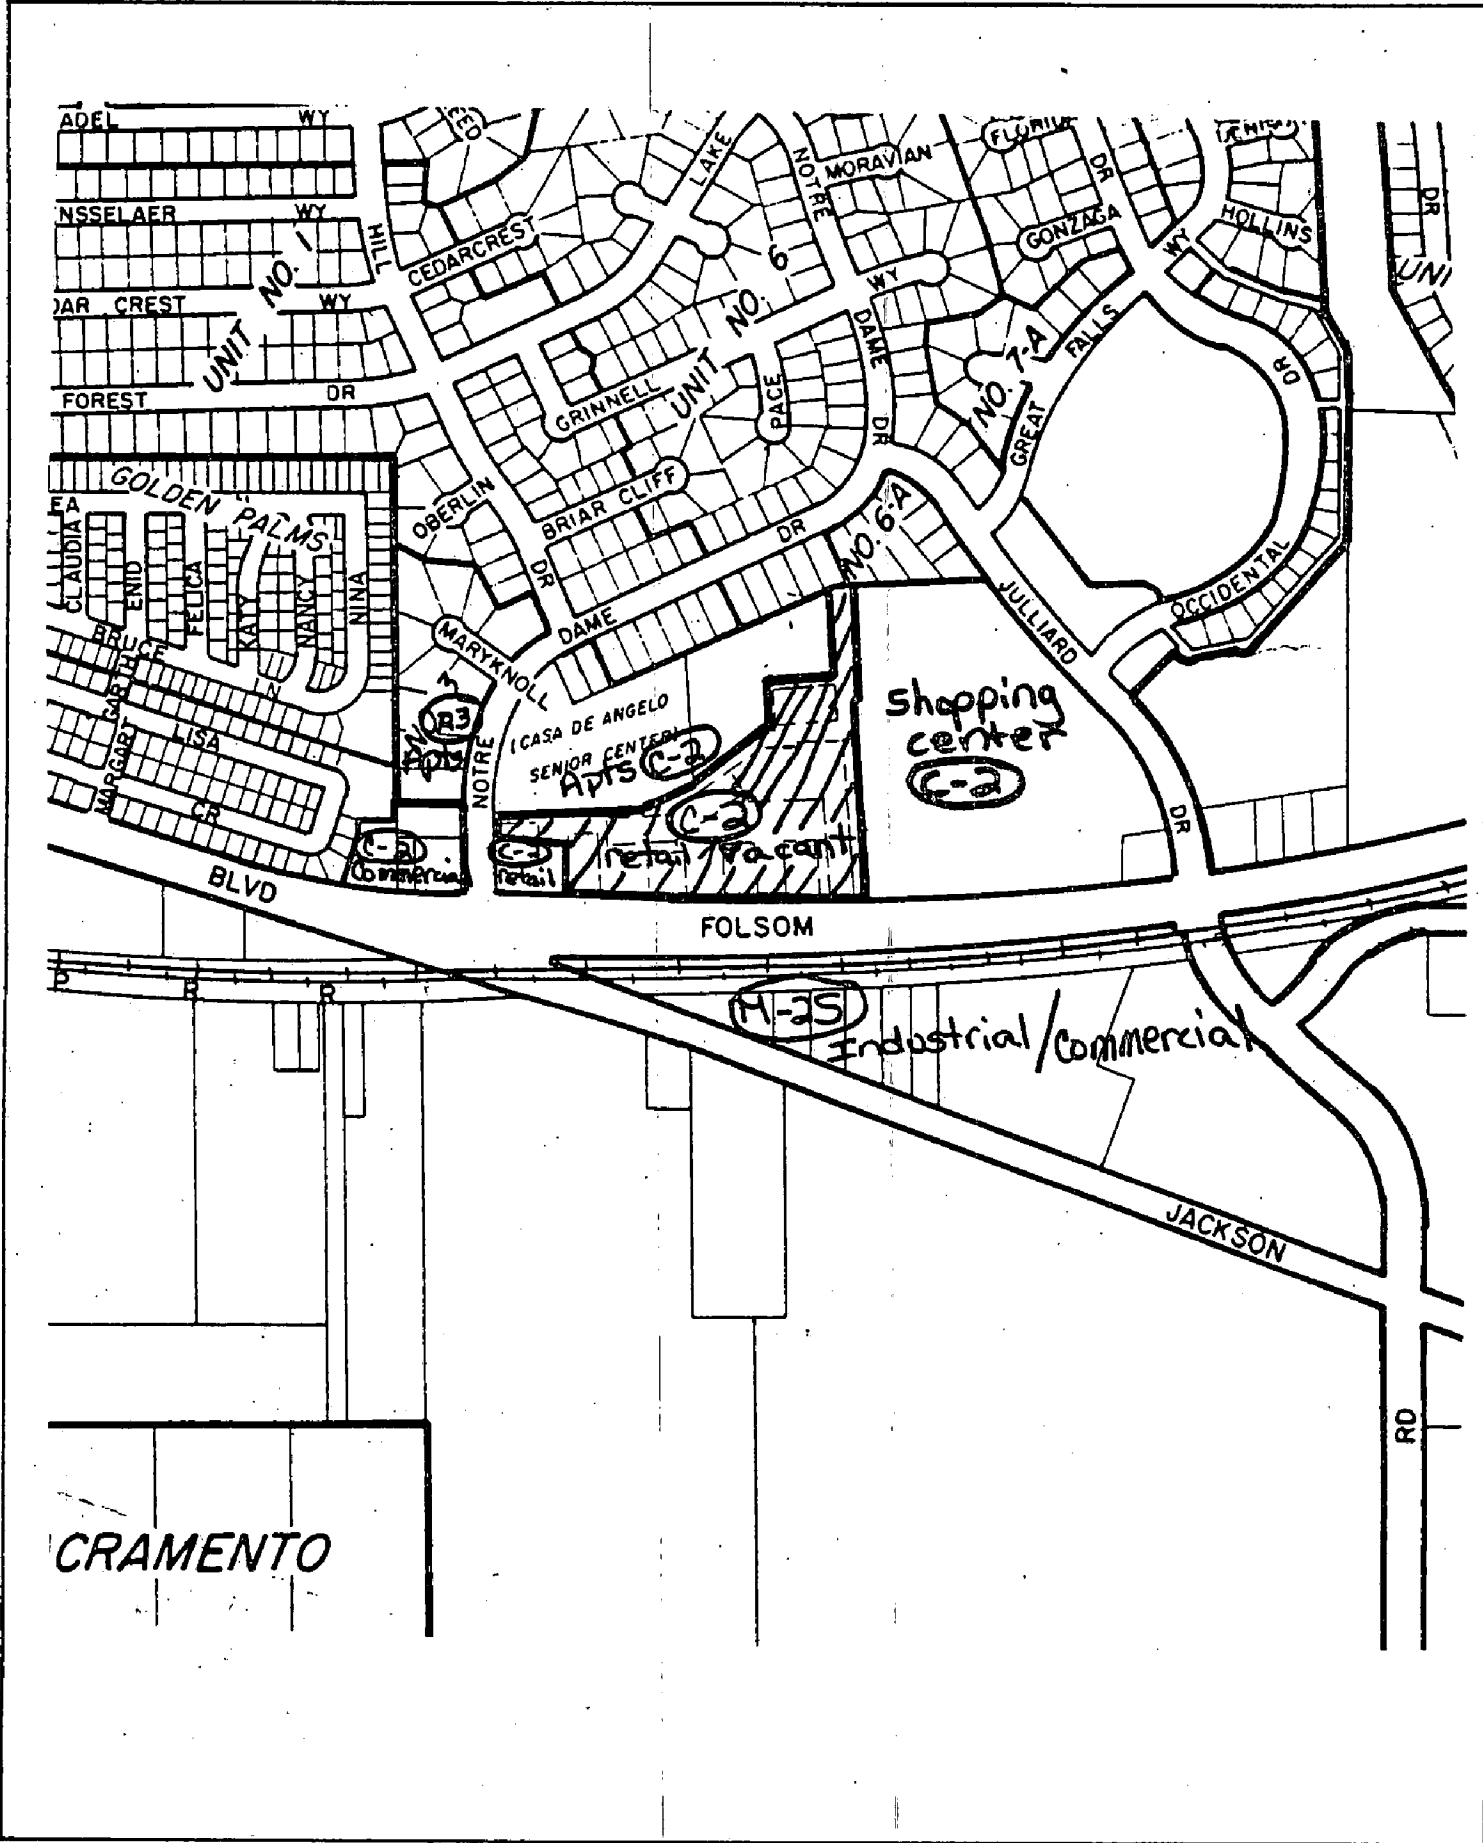 ADEL WY
LAKE
NOTRE
MORAVIAN
DR
DR
NSSELAER WY
HILL
CEDARCREST
GONZAGA
WY
HOLLINS
UNIT NO. 1
6
UNI
DAR CREST WY
WY
UNIT NO.
DAME
NO. 7-A
FALLS
FOREST DR
GRINNELL
PACE
DR
GREAT
DR
GOLDEN PALMS
OBERLIN
BRIAR CLIFF
EA
CLAUDIA
ENID
FELICA
KATY
NANCY
NINA
DR
DR
NO. 6-A
OCCIDENTAL
JULLIARD
BRUCE
LN
DAME
MARYKNOLL
GARTH
LISA
MARGART
CR
R3
NOTRE
(CASA DE ANGELO
SENIOR CENTER)
Apts C-2
shopping
center
C-2
C-2
retail / vacant
C-2
Commercial
C-2
retail
DR
BLVD
FOLSOM
P R R
M-2S
Industrial/Commercial
JACKSON
RD
CRAMENTO